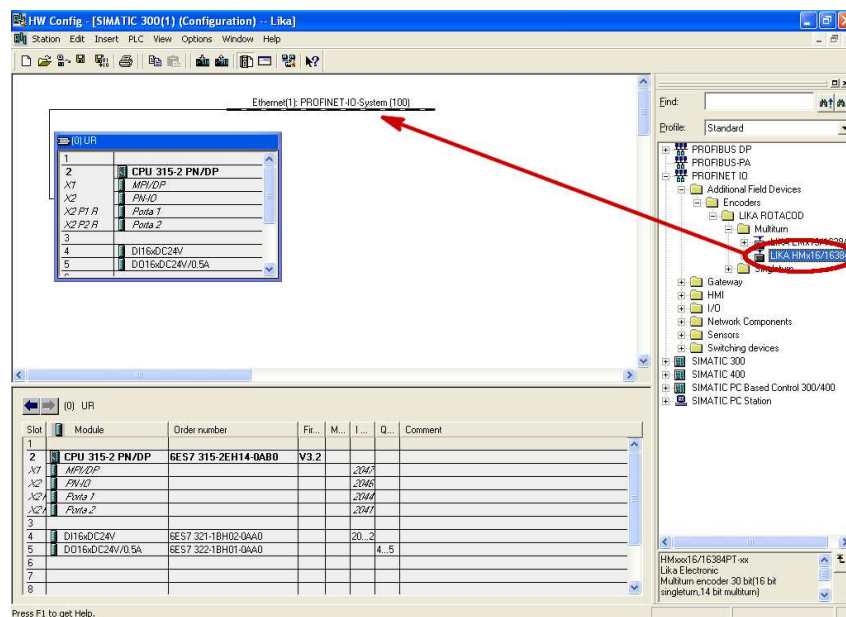 HW Config - [SIMATIC 300(1) (Configuration) -- Lika]
Station Edit Insert PLC View Options Window Help
Ethernet(1): PROFINET-IO-System (100)
(0) UR
1
2 CPU 315-2 PN/DP
X1 MPI/DP
X2 PN-IO
X2 P1 R Porta 1
X2 P2 R Porta 2
3
4 DI16xDC24V
5 DO16xDC24V/0.5A
Find:
Profile: Standard
PROFIBUS DP
PROFIBUS-PA
PROFINET IO
Additional Field Devices
Encoders
LIKA ROTACOD
Multiturn
LIKA EMx13/16384
LIKA HMx16/16384
Singleturn
Gateway
HMI
I/O
Network Components
Sensors
Switching devices
SIMATIC 300
SIMATIC 400
SIMATIC PC Based Control 300/400
SIMATIC PC Station
(0) UR
Slot Module Order number Fir... M... I ... Q... Comment
1
2 CPU 315-2 PN/DP 6ES7 315-2EH14-0AB0 V3.2
X1 MPI/DP 2047
X2 PN-IO 2046
X2 Porta 1 2044
X2 Porta 2 2041
3
4 DI16xDC24V 6ES7 321-1BH02-0AA0 20...2
5 DO16xDC24V/0.5A 6ES7 322-1BH01-0AA0 4...5
6
7
8
HMxxx16/16384PT-xx
Lika Electronic
Multiturn encoder 30 bit(16 bit
singleturn,14 bit multiturn)
Press F1 to get Help.